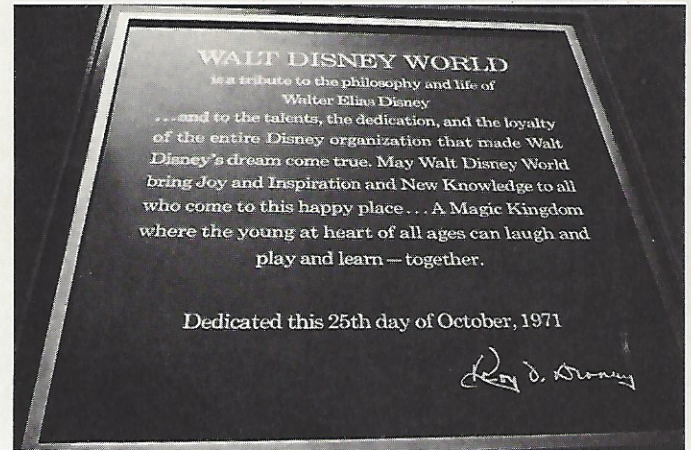 WALT DISNEY WORLD
is a tribute to the philosophy and life of
Walter Elias Disney
...and to the talents, the dedication, and the loyalty
of the entire Disney organization that made Walt
Disney's dream come true. May Walt Disney World
bring Joy and Inspiration and New Knowledge to all
who come to this happy place...A Magic Kingdom
where the young at heart of all ages can laugh and
play and learn — together.
Dedicated this 25th day of October, 1971
Roy O. Disney